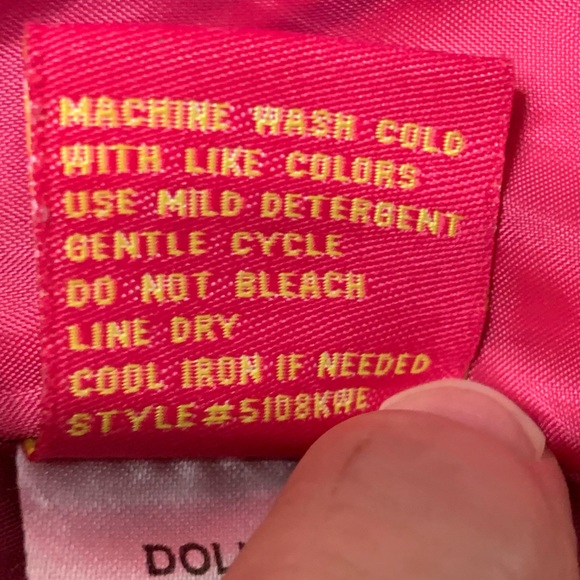 MACHINE WASH COLD
WITH LIKE COLORS
USE MILD DETERGENT
GENTLE CYCLE
DO NOT BLEACH
LINE DRY
COOL IRON IF NEEDED
STYLE#5108KWE